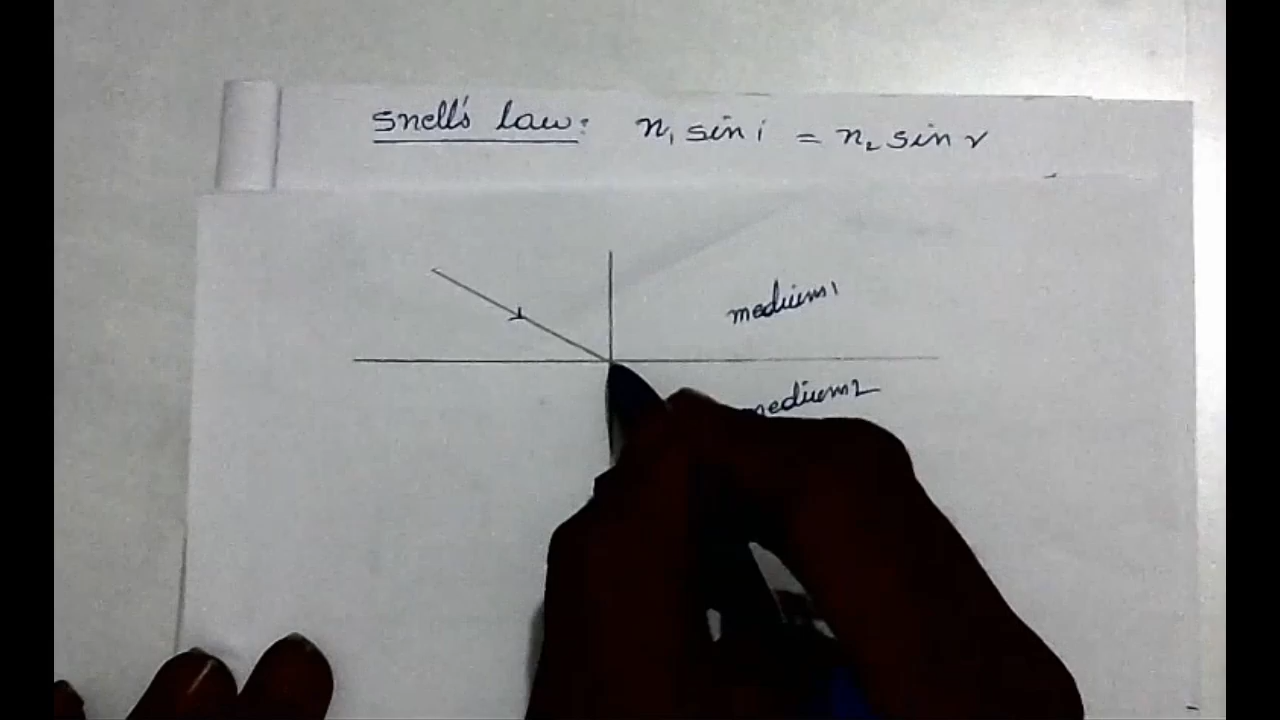 Snell's law: n₁ sin i = n₂ sin r
medium1
medium2